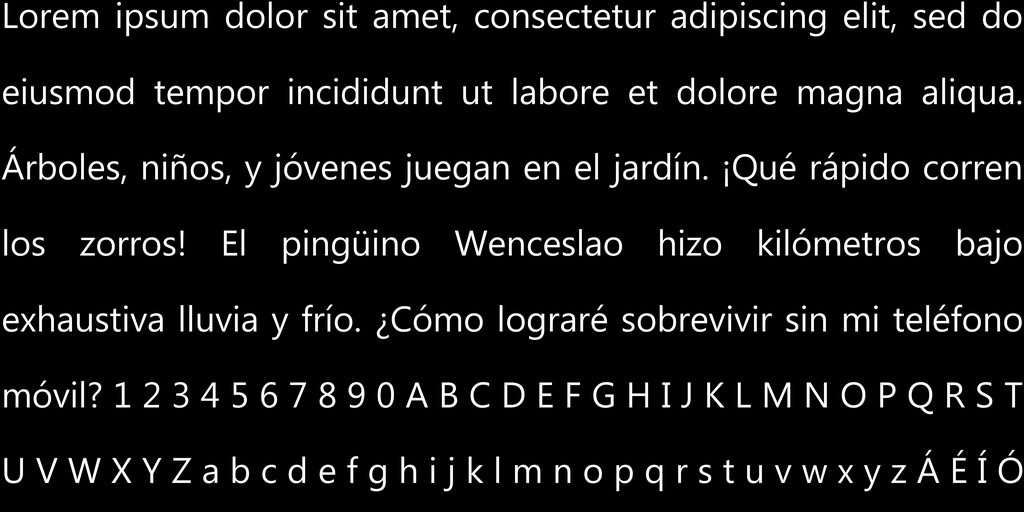 Lorem ipsum dolor sit amet, consectetur adipiscing elit, sed do
eiusmod tempor incididunt ut labore et dolore magna aliqua.
Árboles, niños, y jóvenes juegan en el jardín. ¡Qué rápido corren
los zorros! El pingüino Wenceslao hizo kilómetros bajo
exhaustiva lluvia y frío. ¿Cómo lograré sobrevivir sin mi teléfono
móvil? 1 2 3 4 5 6 7 8 9 0 A B C D E F G H I J K L M N O P Q R S T
U V W X Y Z a b c d e f g h i j k l m n o p q r s t u v w x y z Á É Í Ó